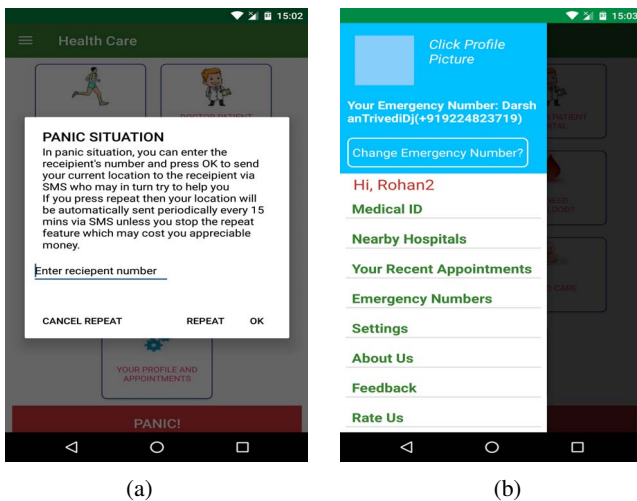 15:02
Health Care
DOCTOR PATIENT
PANIC SITUATION
In panic situation, you can enter the
receipient's number and press OK to send
your current location to the recipient via
SMS who may in turn try to help you
If you press repeat then your location will
be automatically sent periodically every 15
mins via SMS unless you stop the repeat
feature which may cost you appreciable
money.
Enter reciepent number
CANCEL REPEAT REPEAT OK
YOUR PROFILE AND
APPOINTMENTS
PANIC!
(a)
15:03
Click Profile
Picture
Your Emergency Number: Darsh
anTrivediDj(+919224823719)
Change Emergency Number?
Hi, Rohan2
Medical ID
Nearby Hospitals
Your Recent Appointments
Emergency Numbers
Settings
About Us
Feedback
Rate Us
PATIENT
NEED
BLOOD?
CARE
(b)